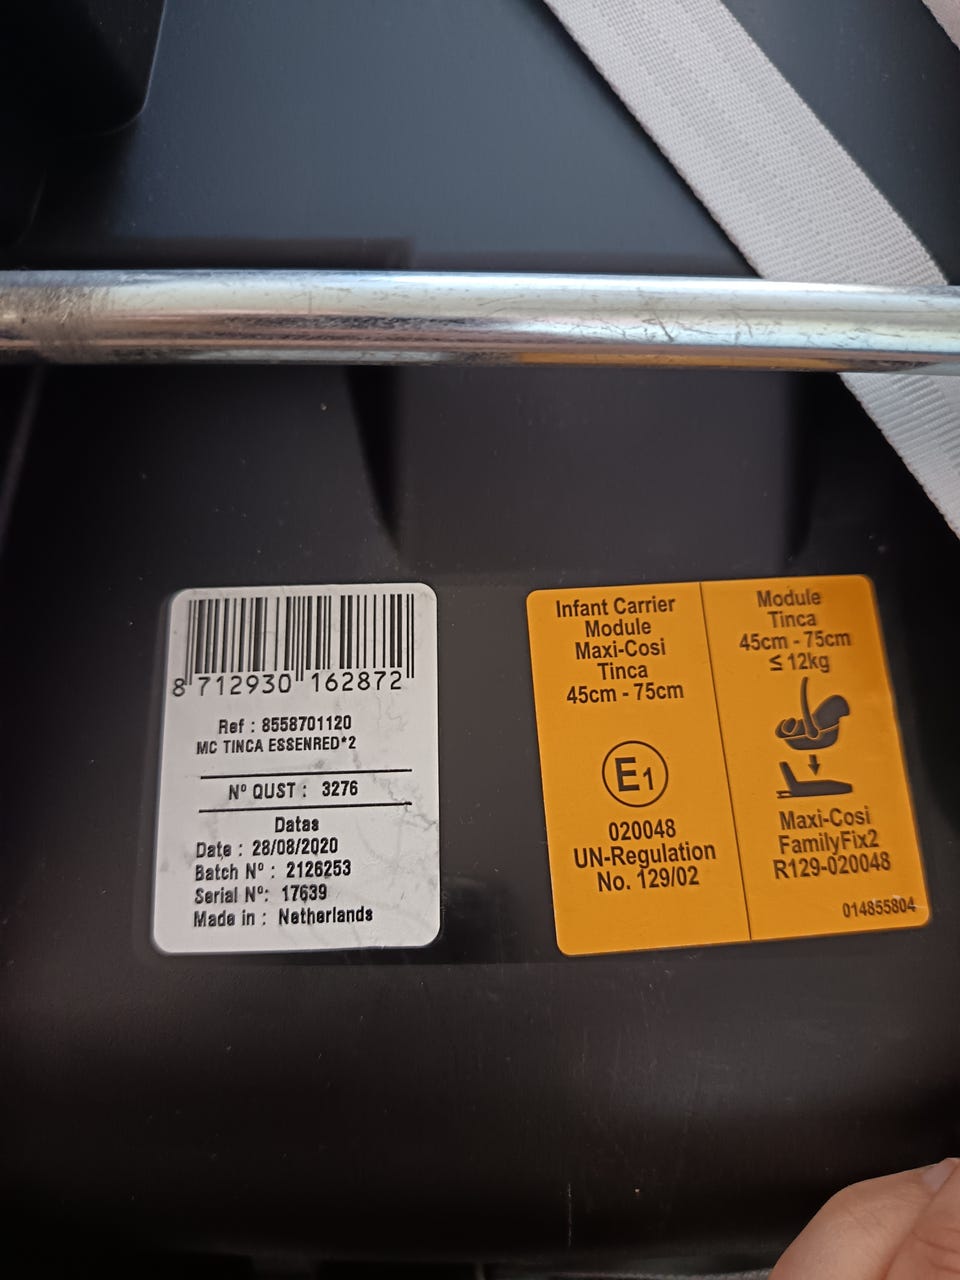 8 712930 162872
Ref : 8558701120
MC TINCA ESSENRED*2
Nº QUST : 3276
Datas
Date : 28/08/2020
Batch Nº : 2126253
Serial Nº: 17639
Made in : Netherlands
Infant Carrier
Module
Maxi-Cosi
Tinca
45cm - 75cm
E1
020048
UN-Regulation
No. 129/02
Module
Tinca
45cm - 75cm
≤ 12kg
Maxi-Cosi
FamilyFix2
R129-020048
014855804